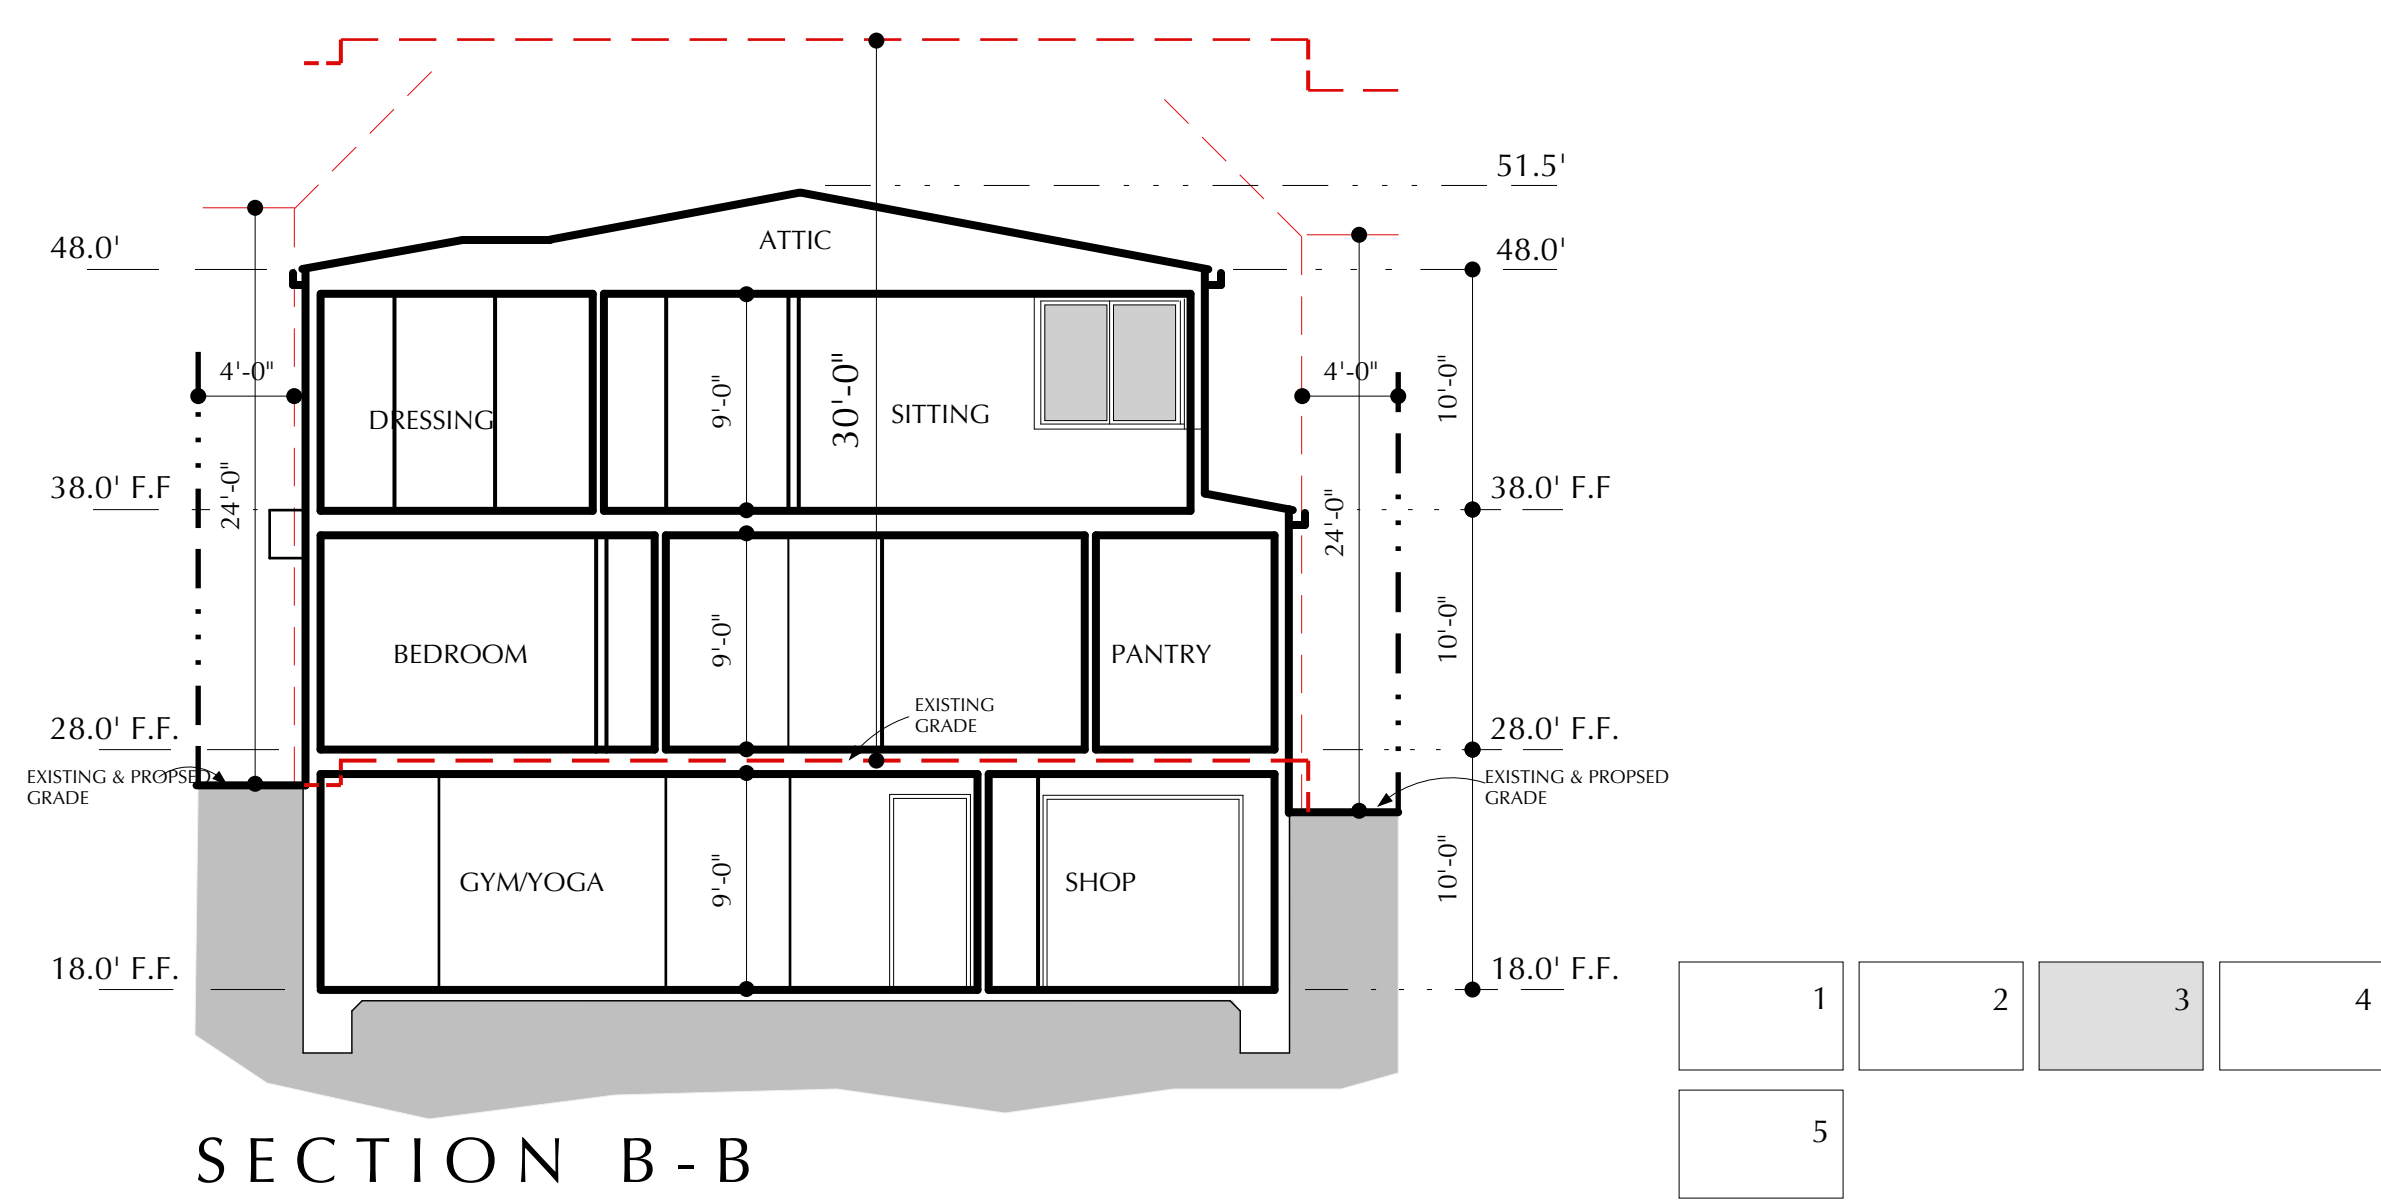 51.5'
48.0'
48.0'
ATTIC
4'-0"
4'-0"
10'-0"
9'-0"
30'-0"
DRESSING
SITTING
24'-0"
24'-0"
38.0' F.F
38.0' F.F
10'-0"
9'-0"
BEDROOM
PANTRY
EXISTING
GRADE
28.0' F.F.
28.0' F.F.
EXISTING & PROPSED
GRADE
EXISTING & PROPSED
GRADE
10'-0"
9'-0"
GYM/YOGA
SHOP
18.0' F.F.
18.0' F.F.
1
2
3
4
5
SECTION B-B